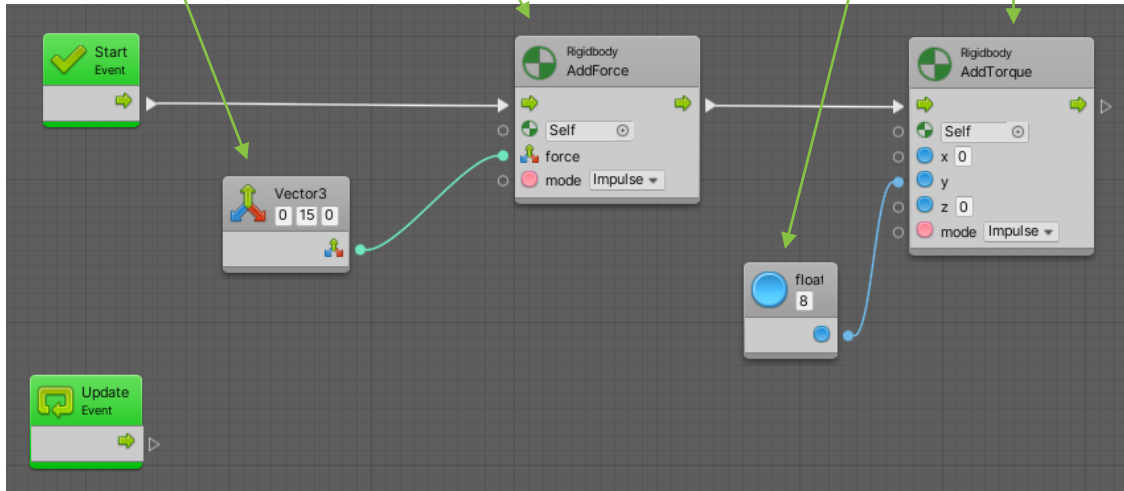 Start
Event
Rigidbody
AddForce
Self
force
mode Impulse
Rigidbody
AddTorque
Self
x 0
y
z 0
mode Impulse
Vector3
0 15 0
float
8
Update
Event